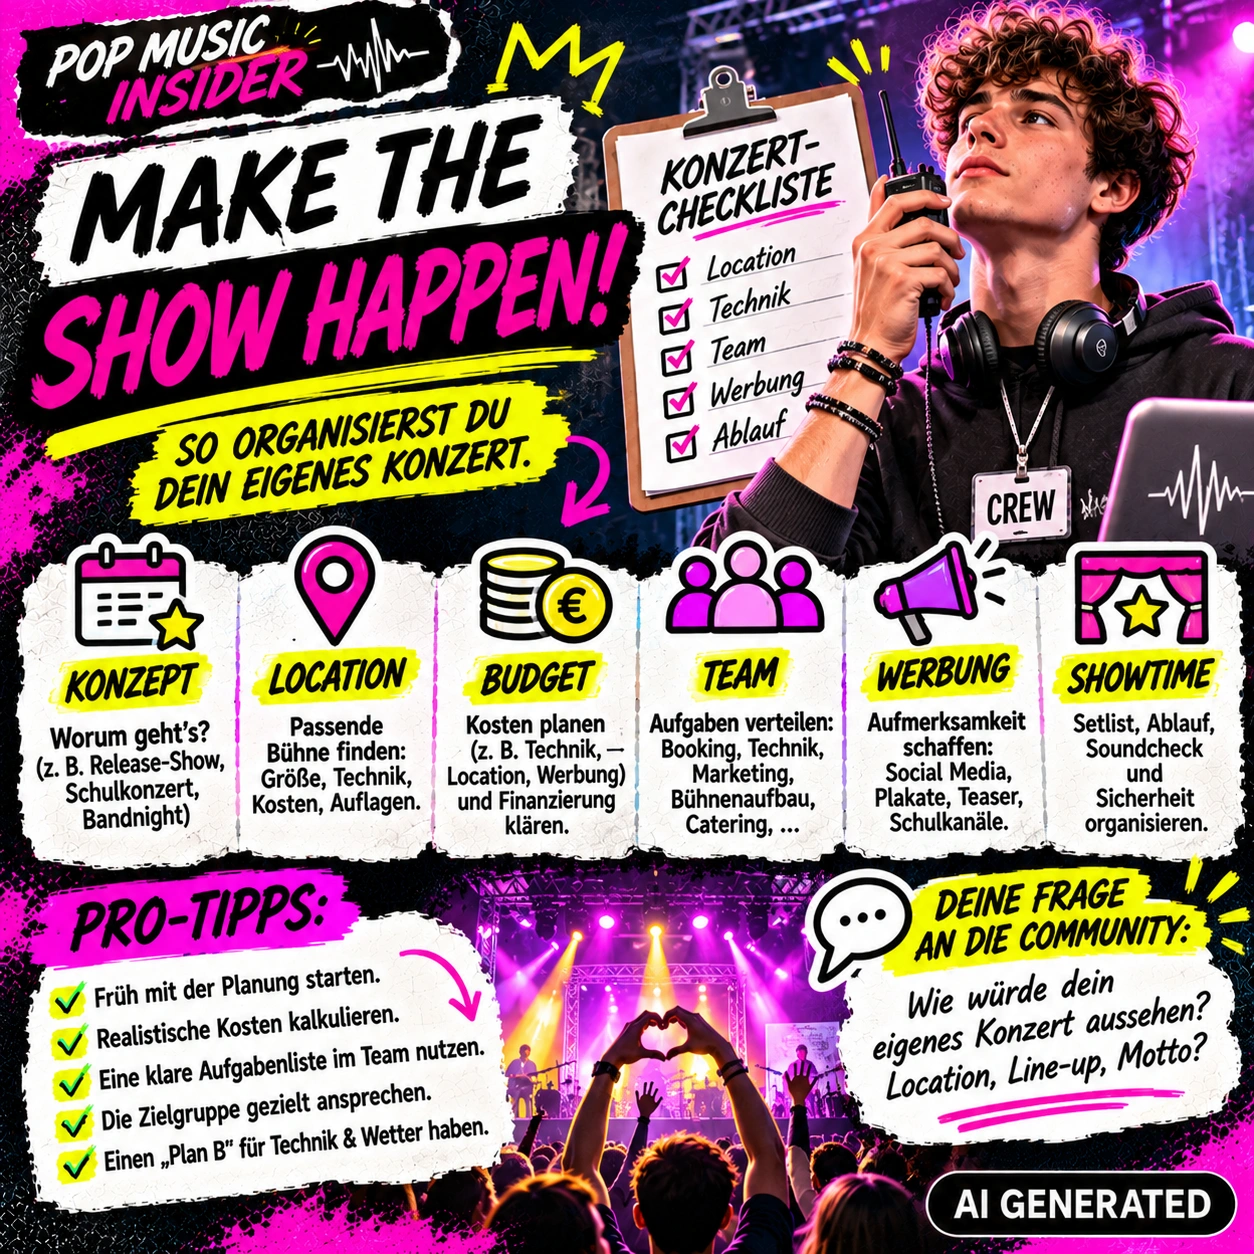 POP MUSIC
INSIDER
MAKE THE
SHOW HAPPEN!
SO ORGANISIERST DU
DEIN EIGENES KONZERT.
KONZERT-
CHECKLISTE
Location
Technik
Team
Werbung
Ablauf
CREW
KONZEPT
Worum geht's?
(z. B. Release-Show,
Schulkonzert,
Bandnight)
LOCATION
Passende
Bühne finden:
Größe, Technik,
Kosten, Auflagen.
€
BUDGET
Kosten planen
(z. B. Technik, —
Location, Werbung)
und Finanzierung
klären.
TEAM
Aufgaben verteilen:
Booking, Technik,
Marketing,
Bühnenaufbau,
Catering, ...
WERBUNG
Aufmerksamkeit
schaffen:
Social Media,
Plakate, Teaser,
Schulkanäle.
SHOWTIME
Setlist, Ablauf,
Soundcheck
und
Sicherheit
organisieren.
PRO-TIPPS:
Früh mit der Planung starten.
Realistische Kosten kalkulieren.
Eine klare Aufgabenliste im Team nutzen.
Die Zielgruppe gezielt ansprechen.
Einen „Plan B" für Technik & Wetter haben.
DEINE FRAGE
AN DIE COMMUNITY:
Wie würde dein
eigenes Konzert aussehen?
Location, Line-up, Motto?
AI GENERATED